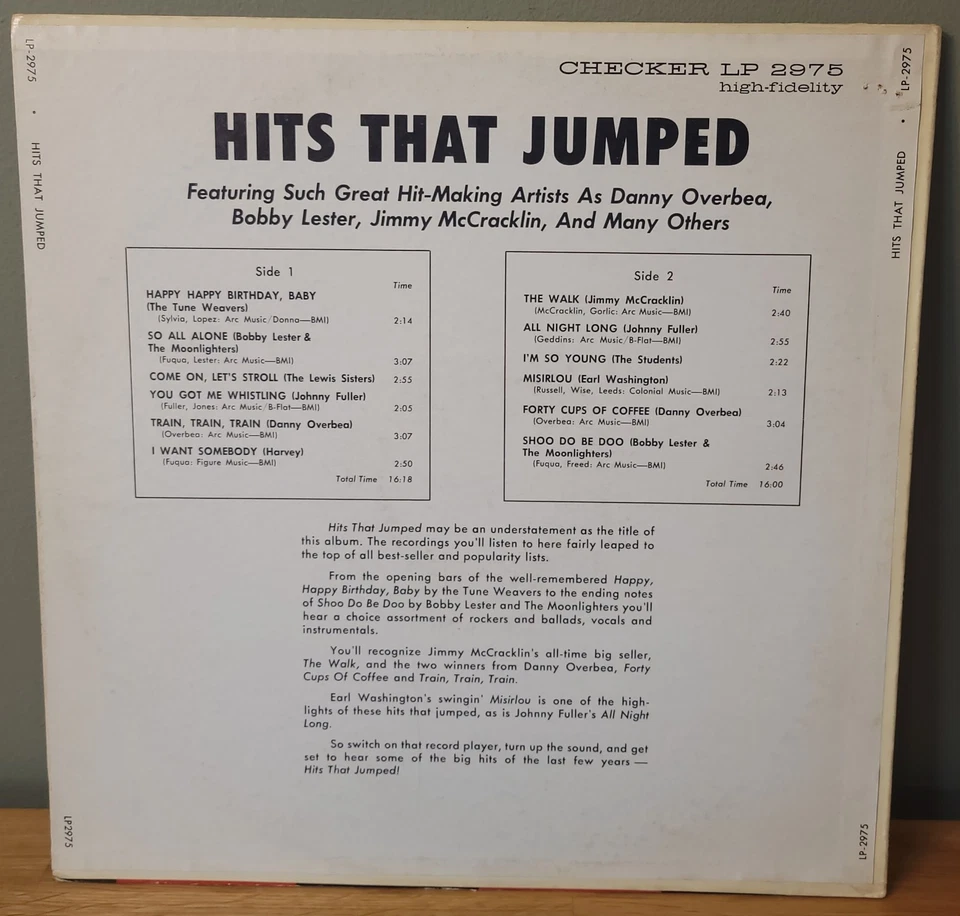 LP-2975 • HITS THAT JUMPED
LP2975
CHECKER LP 2975
high-fidelity
HITS THAT JUMPED
Featuring Such Great Hit-Making Artists As Danny Overbea,
Bobby Lester, Jimmy McCracklin, And Many Others
Side 1
Time
HAPPY HAPPY BIRTHDAY, BABY
(The Tune Weavers)
(Sylvia, Lopez: Arc Music/Donna—BMI) 2:14
SO ALL ALONE (Bobby Lester &
The Moonlighters)
(Fuqua, Lester: Arc Music—BMI) 3:07
COME ON, LET'S STROLL (The Lewis Sisters) 2:55
YOU GOT ME WHISTLING (Johnny Fuller)
(Fuller, Jones: Arc Music/B-Flat—BMI) 2:05
TRAIN, TRAIN, TRAIN (Danny Overbea)
(Overbea: Arc Music—BMI) 3:07
I WANT SOMEBODY (Harvey)
(Fuqua: Figure Music—BMI) 2:50
Total Time 16:18
Side 2
Time
THE WALK (Jimmy McCracklin)
(McCracklin, Gorlic: Arc Music—BMI) 2:40
ALL NIGHT LONG (Johnny Fuller)
(Geddins: Arc Music/B-Flat—BMI) 2:55
I'M SO YOUNG (The Students) 2:22
MISIRLOU (Earl Washington)
(Russell, Wise, Leeds: Colonial Music—BMI) 2:13
FORTY CUPS OF COFFEE (Danny Overbea)
(Overbea: Arc Music—BMI) 3:04
SHOO DO BE DOO (Bobby Lester &
The Moonlighters)
(Fuqua, Freed: Arc Music—BMI) 2:46
Total Time 16:00
Hits That Jumped may be an understatement as the title of
this album. The recordings you'll listen to here fairly leaped to
the top of all best-seller and popularity lists.
From the opening bars of the well-remembered Happy,
Happy Birthday, Baby by the Tune Weavers to the ending notes
of Shoo Do Be Doo by Bobby Lester and The Moonlighters you'll
hear a choice assortment of rockers and ballads, vocals and
instrumentals.
You'll recognize Jimmy McCracklin's all-time big seller,
The Walk, and the two winners from Danny Overbea, Forty
Cups Of Coffee and Train, Train, Train.
Earl Washington's swingin' Misirlou is one of the high-
lights of these hits that jumped, as is Johnny Fuller's All Night
Long.
So switch on that record player, turn up the sound, and get
set to hear some of the big hits of the last few years —
Hits That Jumped!
LP-2975 • HITS THAT JUMPED
LP-2975